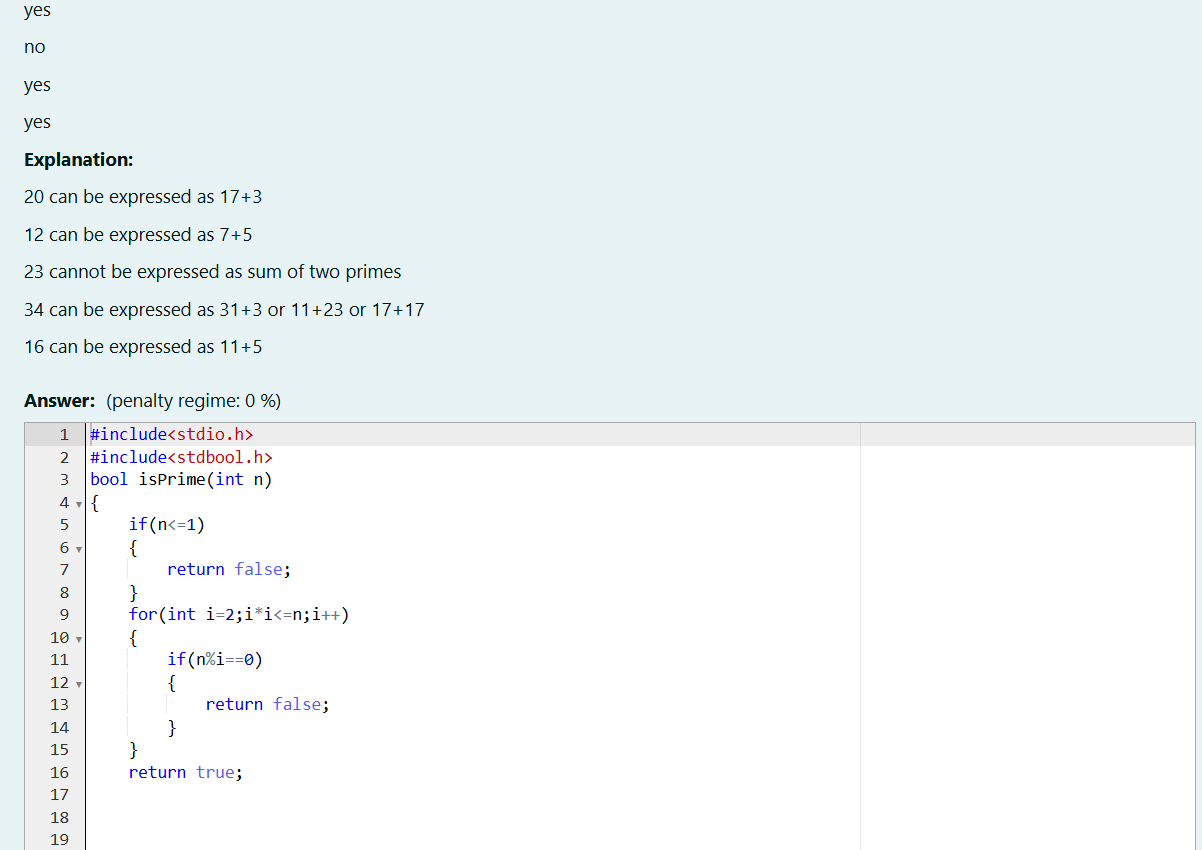 yes
no
yes
yes
Explanation:
20 can be expressed as 17+3
12 can be expressed as 7+5
23 cannot be expressed as sum of two primes
34 can be expressed as 31+3 or 11+23 or 17+17
16 can be expressed as 11+5
Answer: (penalty regime: 0 %)
1 #include<stdio.h>
2 #include<stdbool.h>
3 bool isPrime(int n)
4 {
5     if(n<=1)
6     {
7         return false;
8     }
9     for(int i=2;i*i<=n;i++)
10     {
11         if(n%i==0)
12         {
13             return false;
14         }
15     }
16     return true;
17
18
19